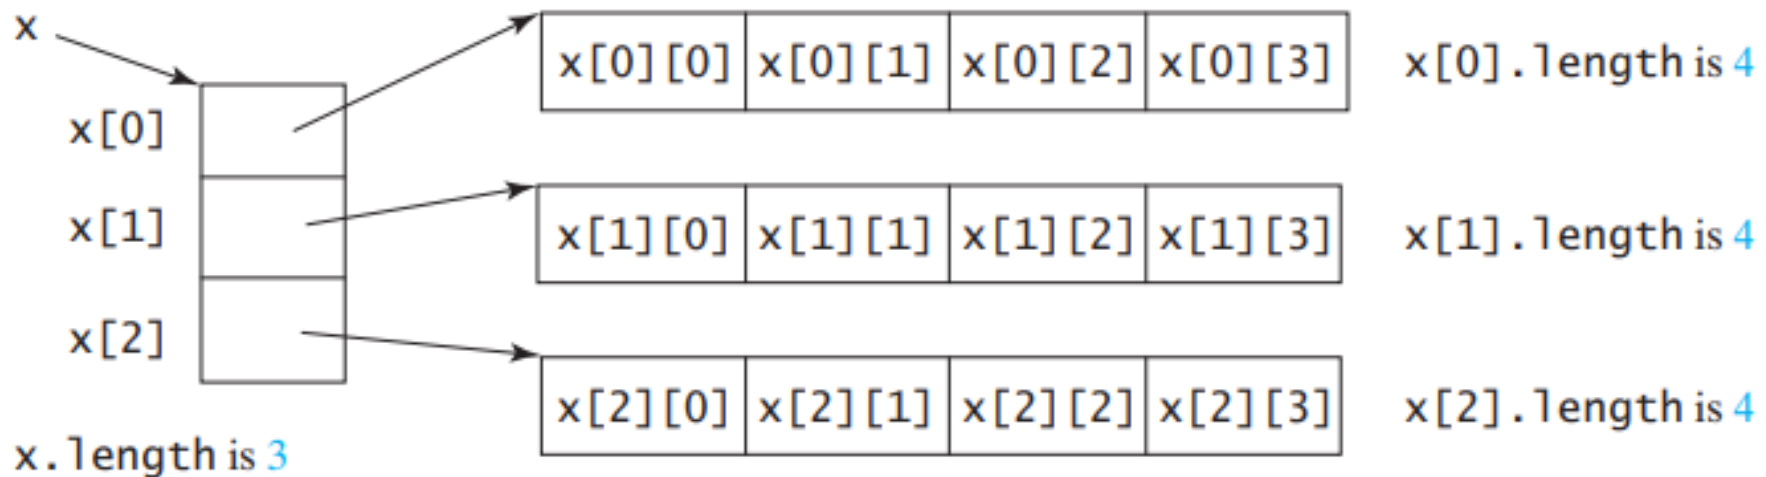 x
x[0][0] x[0][1] x[0][2] x[0][3] x[0].length is 4
x[0]
x[1]
x[1][0] x[1][1] x[1][2] x[1][3] x[1].length is 4
x[2]
x[2][0] x[2][1] x[2][2] x[2][3] x[2].length is 4
x.length is 3